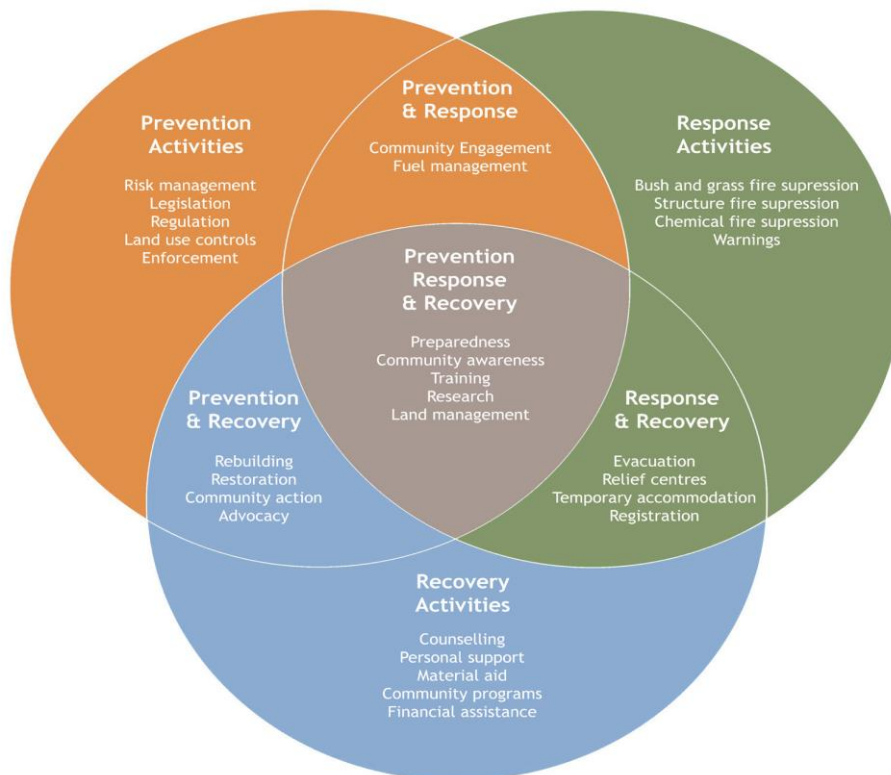 Prevention
Activities
Risk management
Legislation
Regulation
Land use controls
Enforcement
Prevention
& Response
Community Engagement
Fuel management
Response
Activities
Bush and grass fire supression
Structure fire supression
Chemical fire supression
Warnings
Prevention
Response
& Recovery
Preparedness
Community awareness
Training
Research
Land management
Prevention
& Recovery
Rebuilding
Restoration
Community action
Advocacy
Response
& Recovery
Evacuation
Relief centres
Temporary accommodation
Registration
Recovery
Activities
Counselling
Personal support
Material aid
Community programs
Financial assistance